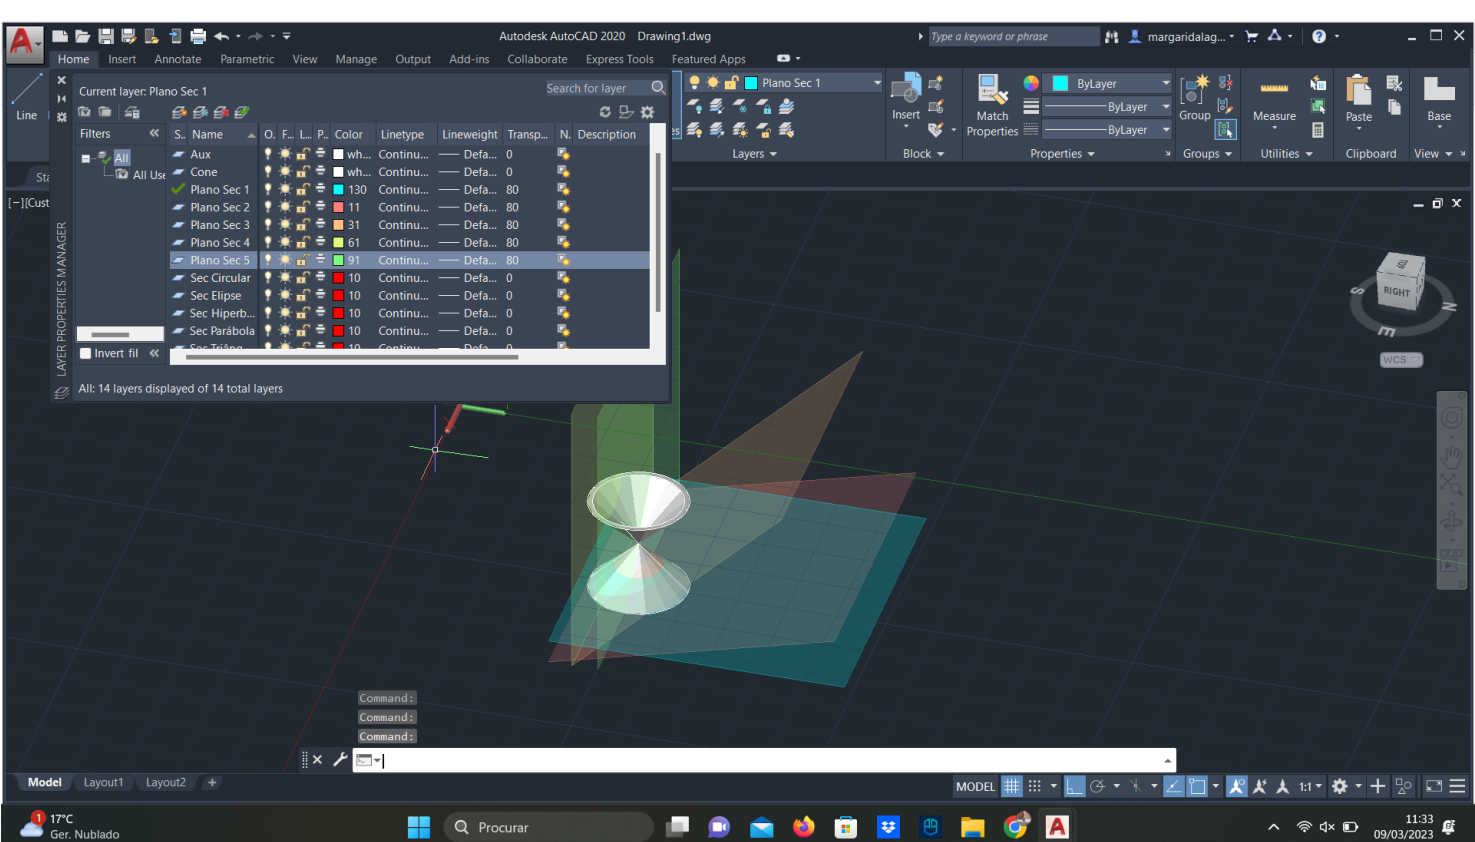 Autodesk AutoCAD 2020 Drawing1.dwg
Type a keyword or phrase
margaridalag...
Home Insert Annotate Parametric View Manage Output Add-ins Collaborate Express Tools Featured Apps
Line
Current layer: Plano Sec 1
Search for layer
Filters
All
All Use
S.. Name O. F... L... P.. Color Linetype Lineweight Transp... N. Description
Aux wh... Continu... Defa... 0
Cone wh... Continu... Defa... 0
Plano Sec 1 130 Continu... Defa... 80
Plano Sec 2 11 Continu... Defa... 80
Plano Sec 3 31 Continu... Defa... 80
Plano Sec 4 61 Continu... Defa... 80
Plano Sec 5 91 Continu... Defa... 80
Sec Circular 10 Continu... Defa... 0
Sec Elipse 10 Continu... Defa... 0
Sec Hiperb... 10 Continu... Defa... 0
Sec Parábola 10 Continu... Defa... 0
Sec Triâng... 10 Continu... Defa... 0
Invert fil
All: 14 layers displayed of 14 total layers
LAYER PROPERTIES MANAGER
Plano Sec 1
Layers
Insert
Block
Match
Properties
ByLayer
ByLayer
ByLayer
Properties
Group
Groups
Measure
Utilities
Paste
Clipboard
Base
View
Sta
[−][Cust
RIGHT
N
E
WCS
Command:
Command:
Command:
Model Layout1 Layout2 +
MODEL
1:1
1
17°C
Ger. Nublado
Procurar
11:33
09/03/2023